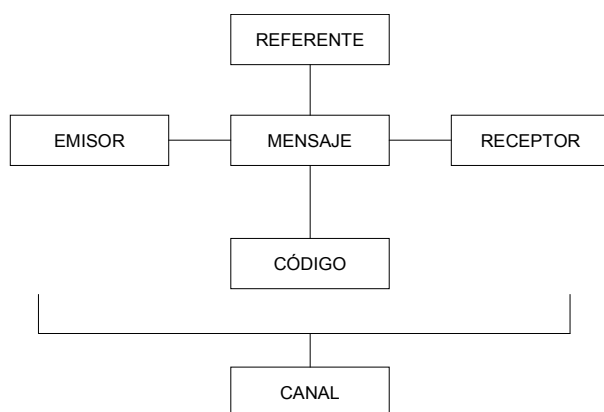 REFERENTE
EMISOR
MENSAJE
RECEPTOR
CÓDIGO
CANAL